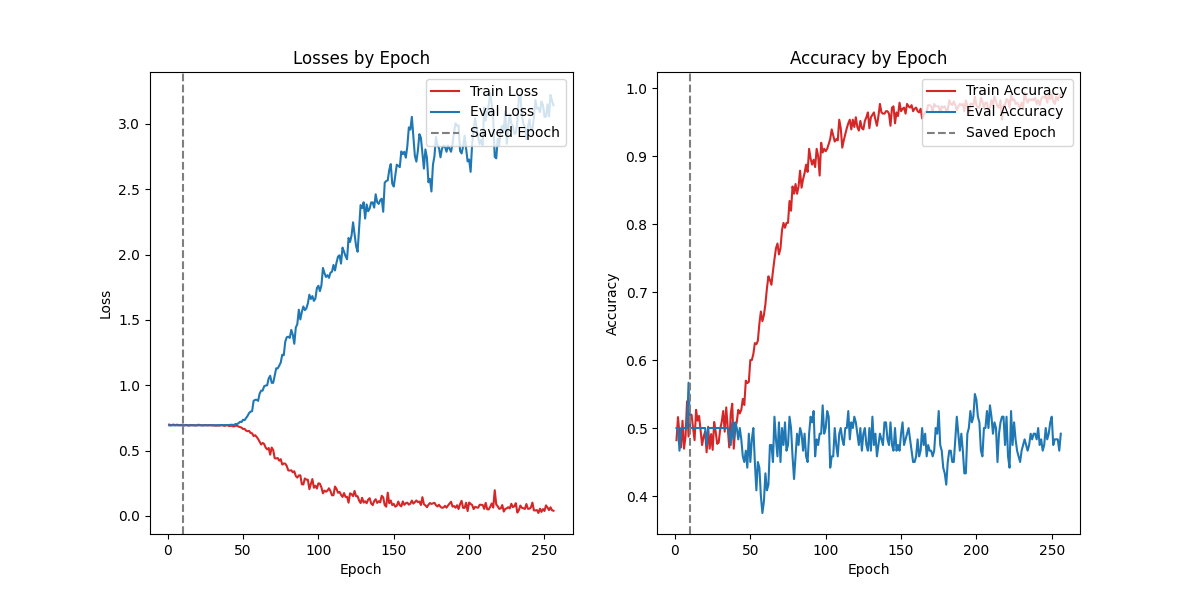 Losses by Epoch
Train Loss
Eval Loss
Saved Epoch
3.0
2.5
2.0
1.5
1.0
0.5
0.0
Loss
0
50
100
150
200
250
Epoch
Accuracy by Epoch
Train Accuracy
Eval Accuracy
Saved Epoch
1.0
0.9
0.8
0.7
0.6
0.5
0.4
Accuracy
0
50
100
150
200
250
Epoch